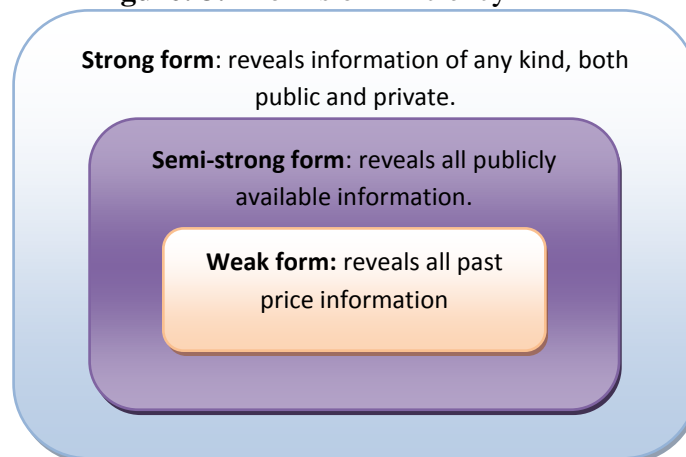 Strong form: reveals information of any kind, both
public and private.
Semi-strong form: reveals all publicly
available information.
Weak form: reveals all past
price information